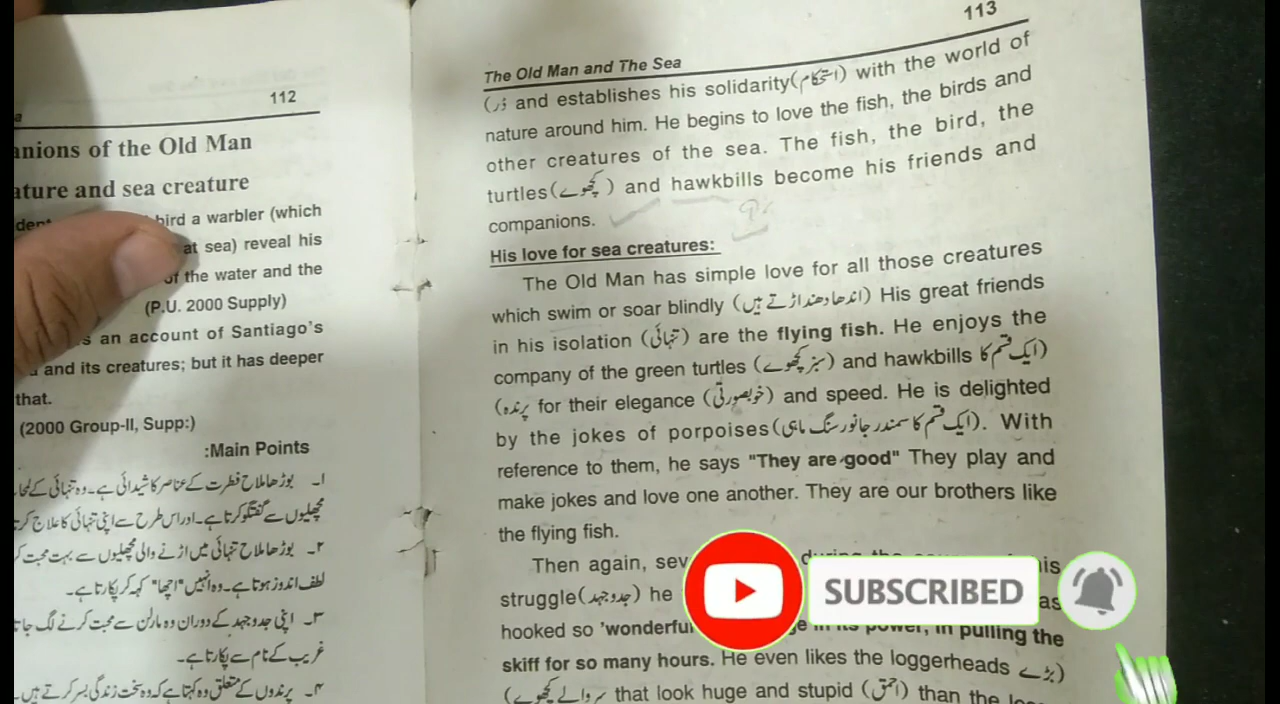 112
anions of the Old Man
ature and sea creature
bird a warbler (which
at sea) reveal his
of the water and the
(P.U. 2000 Supply)
s an account of Santiago's
and its creatures; but it has deeper
that.
(2000 Group-II, Supp:)
:Main Points
۱۔ بوڑھا ملاح فطرت کے عناصر کا شیدائی ہے۔ وہ تنہائی کے
مچھلیوں سے گفتگو کرتا ہے۔ اور اس طرح سے اپنی تنہائی کا علاج
۲۔ بوڑھا ملاح تنہائی میں اڑنے والی مچھلیوں سے بہت محبت
لطف اندوز ہوتا ہے۔ وہ انہیں "اچھا" کہہ کر پکارتا ہے۔
۳۔ اپنی جدوجہد کے دوران وہ مارلن سے محبت کرنے لگ
غریب کے نام سے پکارتا ہے۔
۴۔ پرندوں کے متعلق وہ کہتا ہے کہ وہ سخت زندگی بسر کرتے ہیں۔
113
The Old Man and The Sea
and establishes his solidarity(استحکام) with the world of
nature around him. He begins to love the fish, the birds and
other creatures of the sea. The fish, the bird, the
turtles(کچھوے) and hawkbills become his friends and
companions.
His love for sea creatures:
The Old Man has simple love for all those creatures
which swim or soar blindly (اندھا دھند اڑتے ہیں) His great friends
in his isolation (تنہائی) are the flying fish. He enjoys the
company of the green turtles (سبز کچھوے) and hawkbills ایک قسم کا)
(پرندہ for their elegance (خوبصورتی) and speed. He is delighted
by the jokes of porpoises(ایک قسم کا سمندر جانور سگ ماہی). With
reference to them, he says "They are good" They play and
make jokes and love one another. They are our brothers like
the flying fish.
Then again, his
struggle(جدوجہد) he as
hooked so 'wonderful in its power, in pulling the
skiff for so many hours. He even likes the loggerheads بڑے)
(سر والے کچھوے that look huge and stupid (احمق) than the
SUBSCRIBED